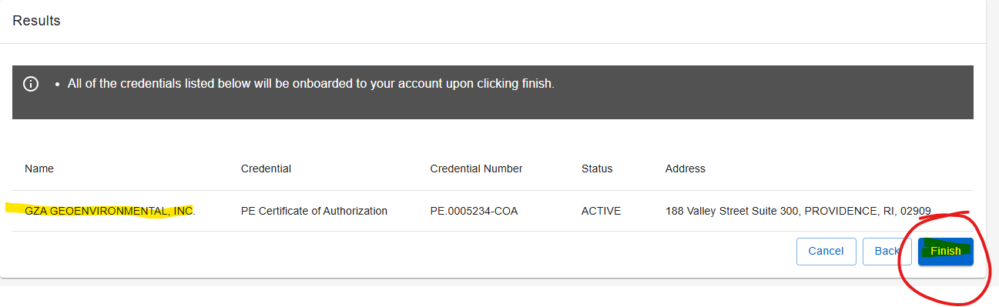 Results
• All of the credentials listed below will be onboarded to your account upon clicking finish.
Name Credential Credential Number Status Address
GZA GEOENVIRONMENTAL, INC. PE Certificate of Authorization PE.0005234-COA ACTIVE 188 Valley Street Suite 300, PROVIDENCE, RI, 02909
Cancel Back Finish